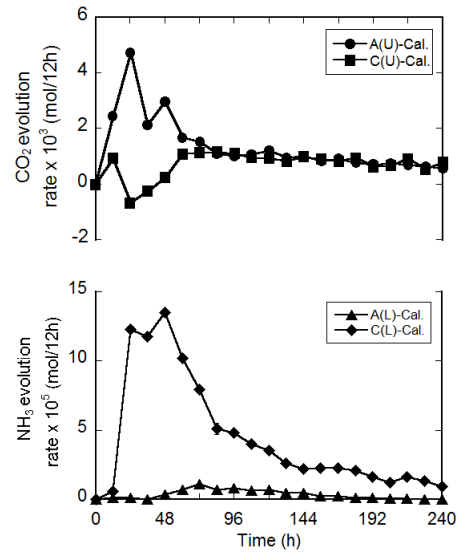 6
4
2
0
-2
CO₂ evolution
rate × 10³ (mol/12h)
A(U)-Cal.
C(U)-Cal.
15
10
5
0
NH₃ evolution
rate × 10⁵ (mol/12h)
A(L)-Cal.
C(L)-Cal.
0 48 96 144 192 240
Time (h)